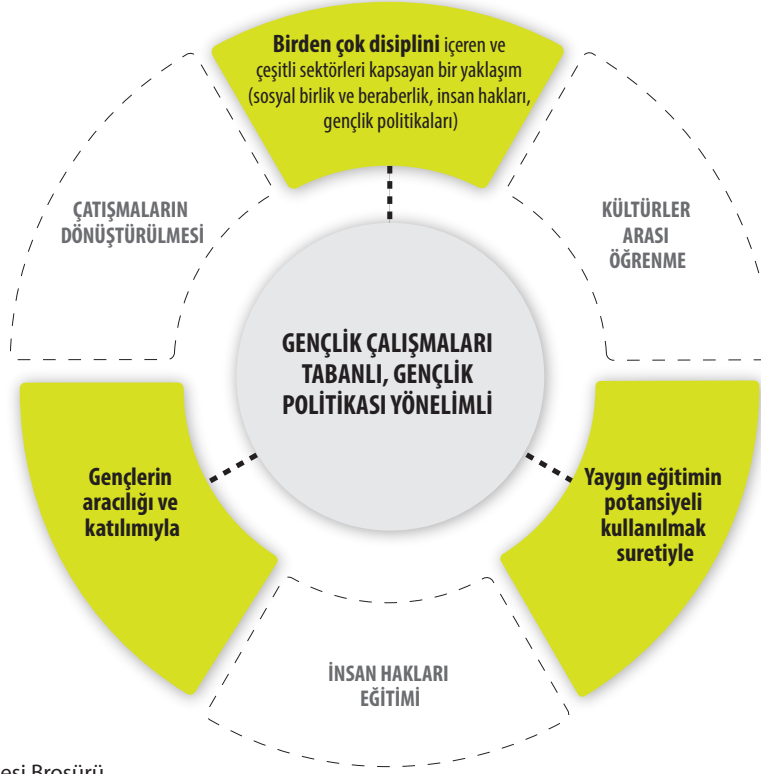 Birden çok disiplini içeren ve
çeşitli sektörleri kapsayan bir yaklaşım
(sosyal birlik ve beraberlik, insan hakları,
gençlik politikaları)
ÇATIŞMALARIN
DÖNÜŞTÜRÜLMESİ
KÜLTÜRLER
ARASI
ÖĞRENME
GENÇLİK ÇALIŞMALARI
TABANLI, GENÇLİK
POLİTİKASI YÖNELİMLİ
Gençlerin
aracılığı ve
katılımıyla
Yaygın eğitimin
potansiyeli
kullanılmak
suretiyle
İNSAN HAKLARI
EĞİTİMİ
esi Broşürü